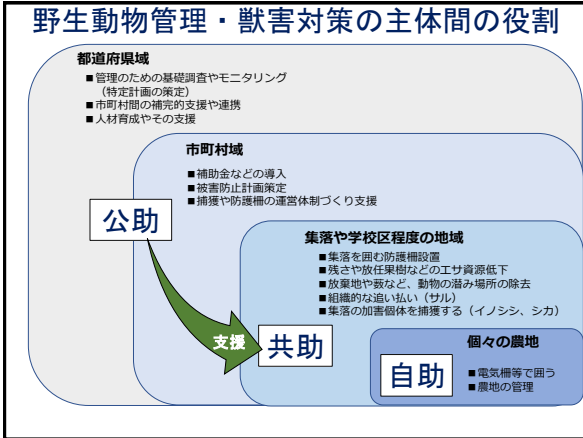 野生動物管理・獣害対策の主体間の役割
都道府県域
■管理のための基礎調査やモニタリング
（特定計画の策定）
■市町村間の補完的支援や連携
■人材育成やその支援
市町村域
■補助金などの導入
■被害防止計画策定
■捕獲や防護柵の運営体制づくり支援
公助
集落や学校区程度の地域
■集落を囲む防護柵設置
■残さや放任果樹などのエサ資源低下
■放棄地や藪など、動物の潜み場所の除去
■組織的な追い払い（サル）
■集落の加害個体を捕獲する（イノシシ、シカ）
支援
共助
個々の農地
自助
■電気柵等で囲う
■農地の管理